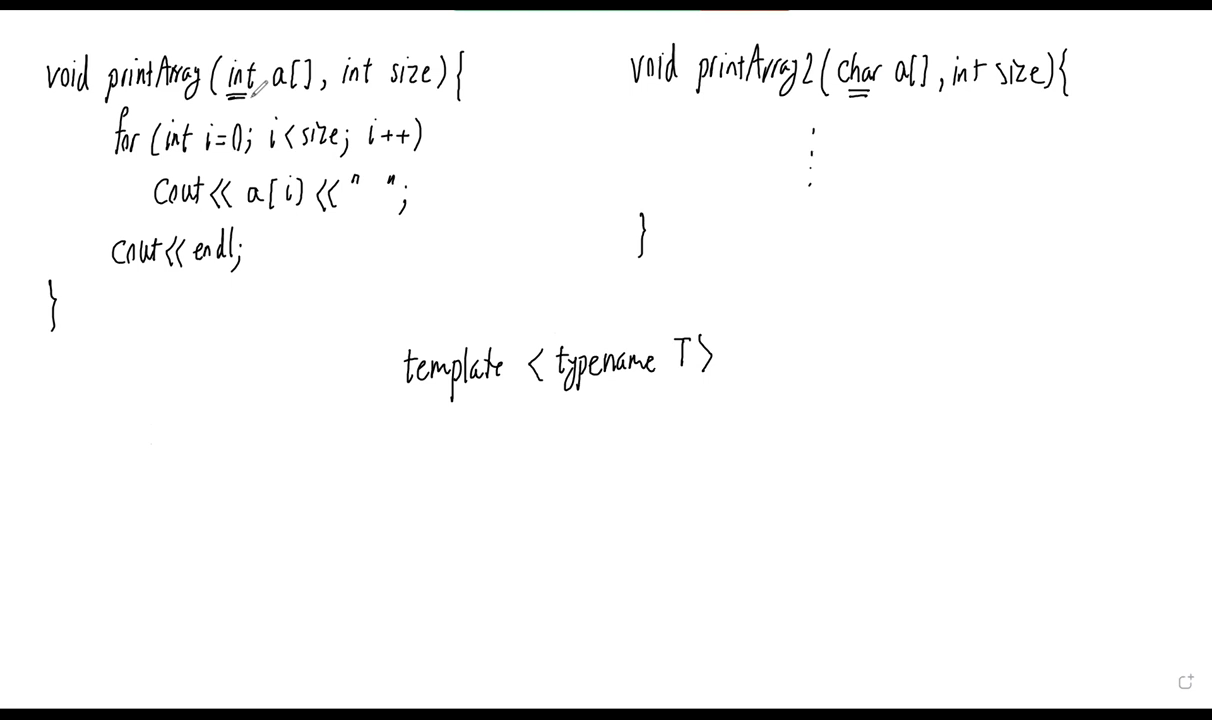 void printArray (int a[], int size) {
for (int i=0; i < size; i++)
Cout << a[i] << " ";
cout << endl;
}
void printArray2 (char a[], int size) {
}
template < typename T >